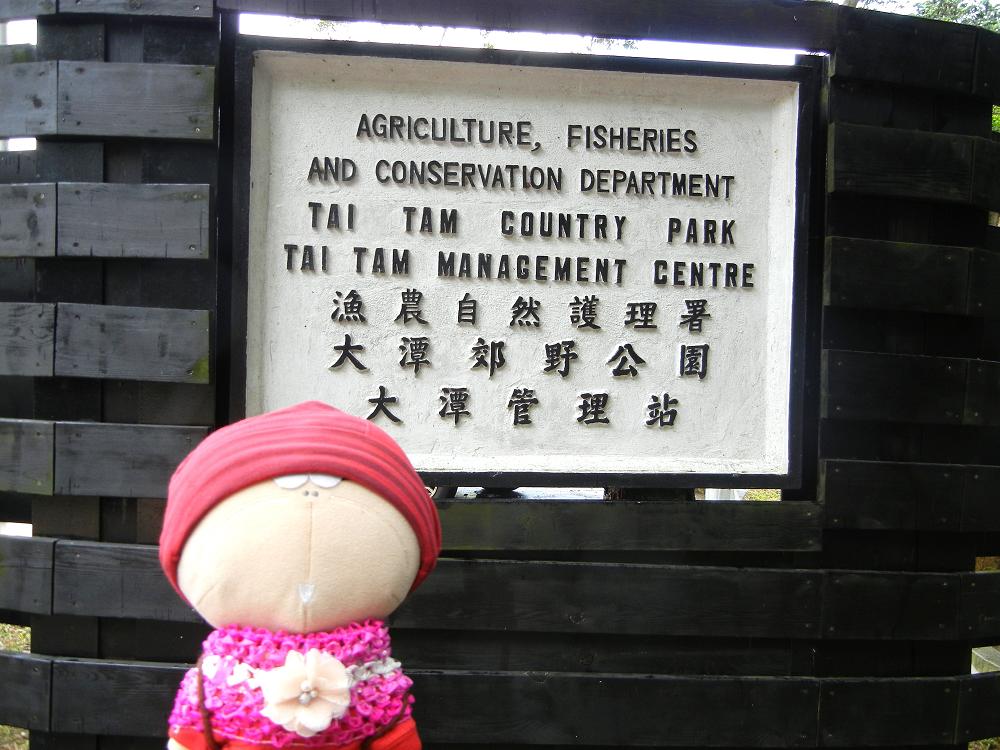 AGRICULTURE, FISHERIES
AND CONSERVATION DEPARTMENT
TAI TAM COUNTRY PARK
TAI TAM MANAGEMENT CENTRE
漁農自然護理署
大潭郊野公園
大潭管理站